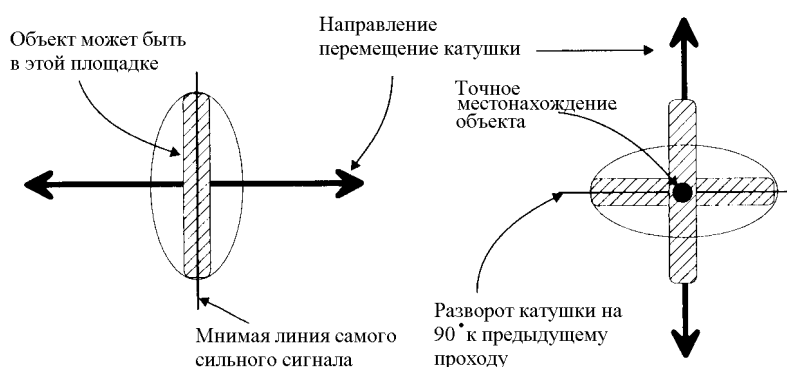 Объект может быть
в этой площадке
Направление
перемещение катушки
Точное
местонахождение
объекта
Мнимая линия самого
сильного сигнала
Разворот катушки на
90° к предыдущему
проходу